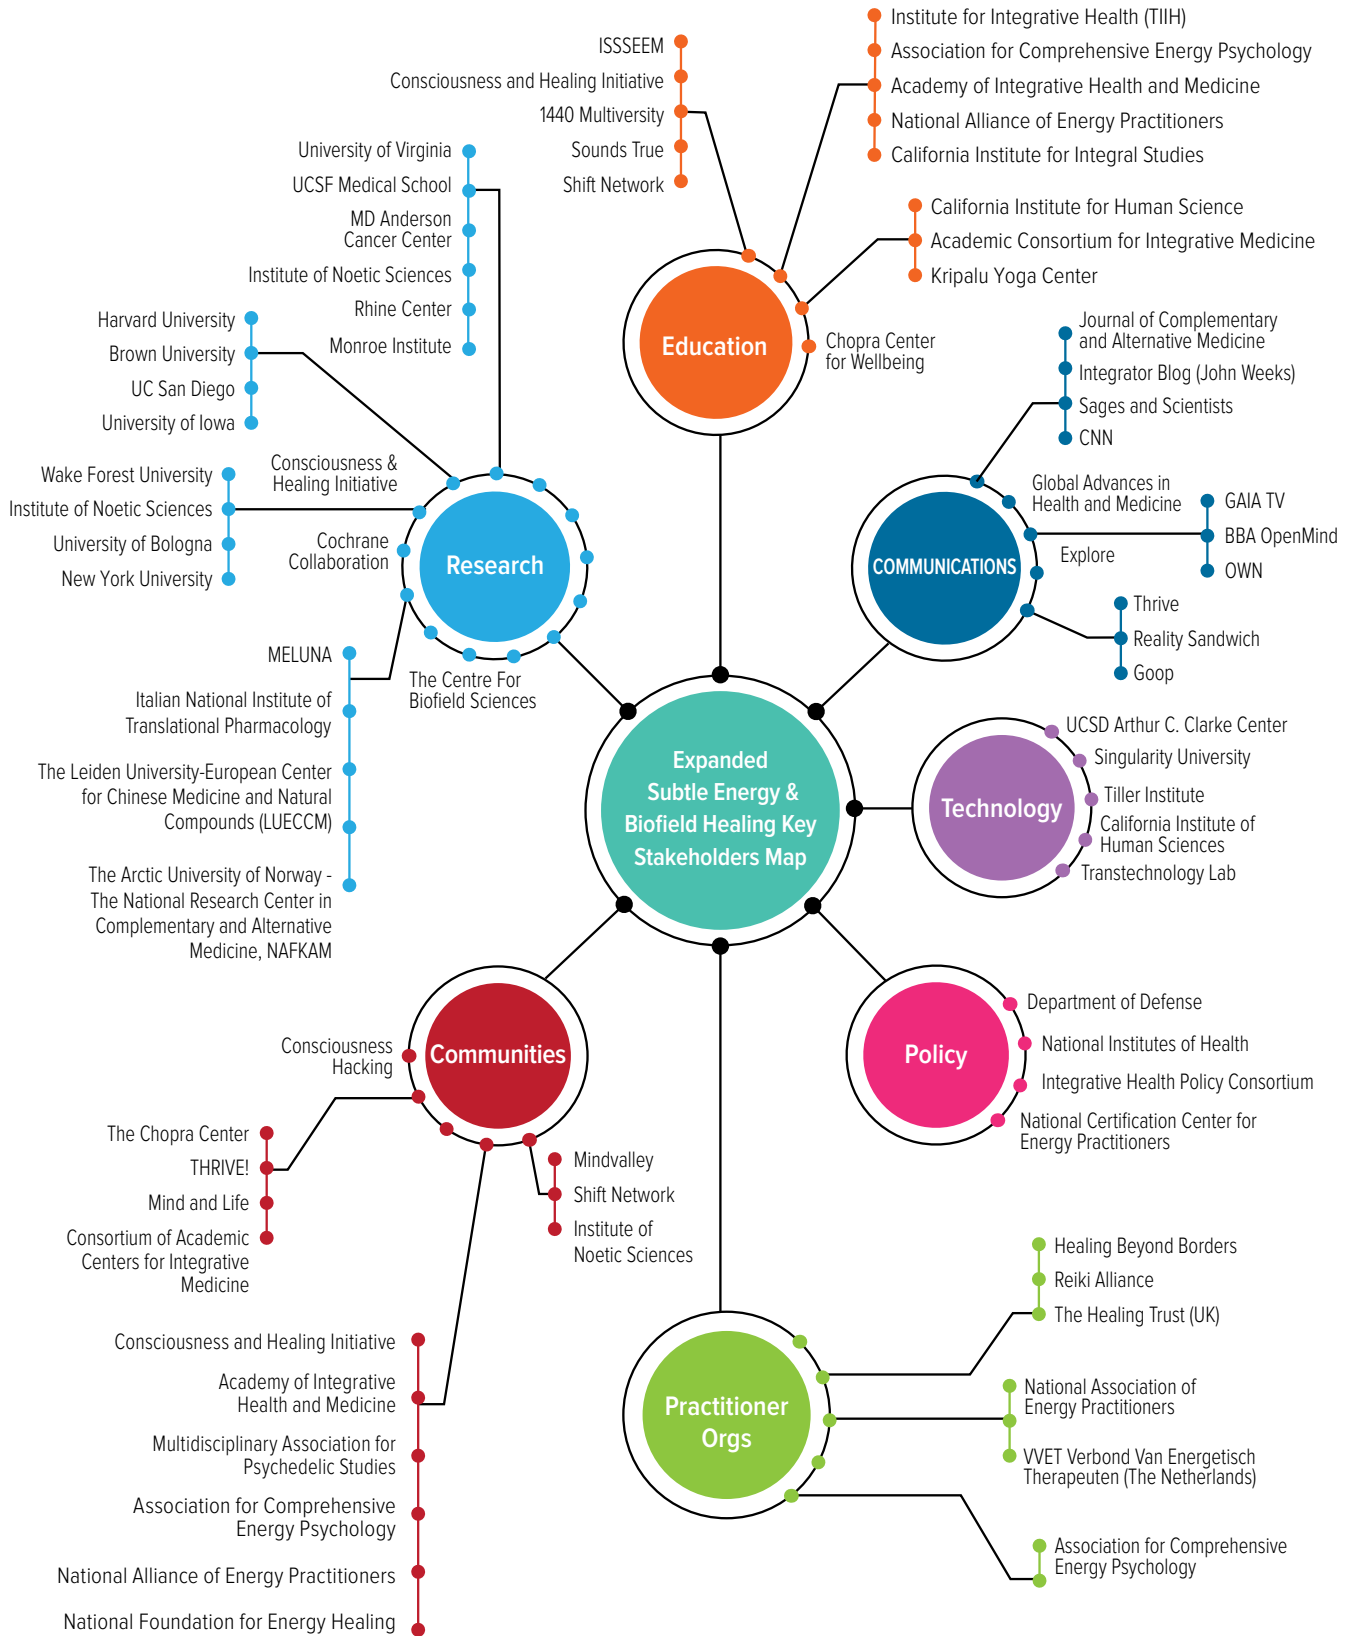 ISSSEEM
Consciousness and Healing Initiative
1440 Multiversity
Sounds True
Shift Network
Institute for Integrative Health (TIIH)
Association for Comprehensive Energy Psychology
Academy of Integrative Health and Medicine
National Alliance of Energy Practitioners
California Institute for Integral Studies
California Institute for Human Science
Academic Consortium for Integrative Medicine
Kripalu Yoga Center
Chopra Center
for Wellbeing
Education
University of Virginia
UCSF Medical School
MD Anderson
Cancer Center
Institute of Noetic Sciences
Rhine Center
Monroe Institute
Harvard University
Brown University
UC San Diego
University of Iowa
Wake Forest University
Institute of Noetic Sciences
University of Bologna
New York University
Consciousness &
Healing Initiative
Cochrane
Collaboration
Research
MELUNA
Italian National Institute of
Translational Pharmacology
The Leiden University-European Center
for Chinese Medicine and Natural
Compounds (LUECCM)
The Arctic University of Norway -
The National Research Center in
Complementary and Alternative
Medicine, NAFKAM
The Centre For
Biofield Sciences
Journal of Complementary
and Alternative Medicine
Integrator Blog (John Weeks)
Sages and Scientists
CNN
Global Advances in
Health and Medicine
GAIA TV
BBA OpenMind
OWN
Explore
COMMUNICATIONS
Thrive
Reality Sandwich
Goop
Expanded
Subtle Energy &
Biofield Healing Key
Stakeholders Map
Technology
UCSD Arthur C. Clarke Center
Singularity University
Tiller Institute
California Institute of
Human Sciences
Transtechnology Lab
Policy
Department of Defense
National Institutes of Health
Integrative Health Policy Consortium
National Certification Center for
Energy Practitioners
Communities
Consciousness
Hacking
The Chopra Center
THRIVE!
Mind and Life
Consortium of Academic
Centers for Integrative
Medicine
Mindvalley
Shift Network
Institute of
Noetic Sciences
Consciousness and Healing Initiative
Academy of Integrative
Health and Medicine
Multidisciplinary Association for
Psychedelic Studies
Association for Comprehensive
Energy Psychology
National Alliance of Energy Practitioners
National Foundation for Energy Healing
Practitioner
Orgs
Healing Beyond Borders
Reiki Alliance
The Healing Trust (UK)
National Association of
Energy Practitioners
VVET Verbond Van Energetisch
Therapeuten (The Netherlands)
Association for Comprehensive
Energy Psychology